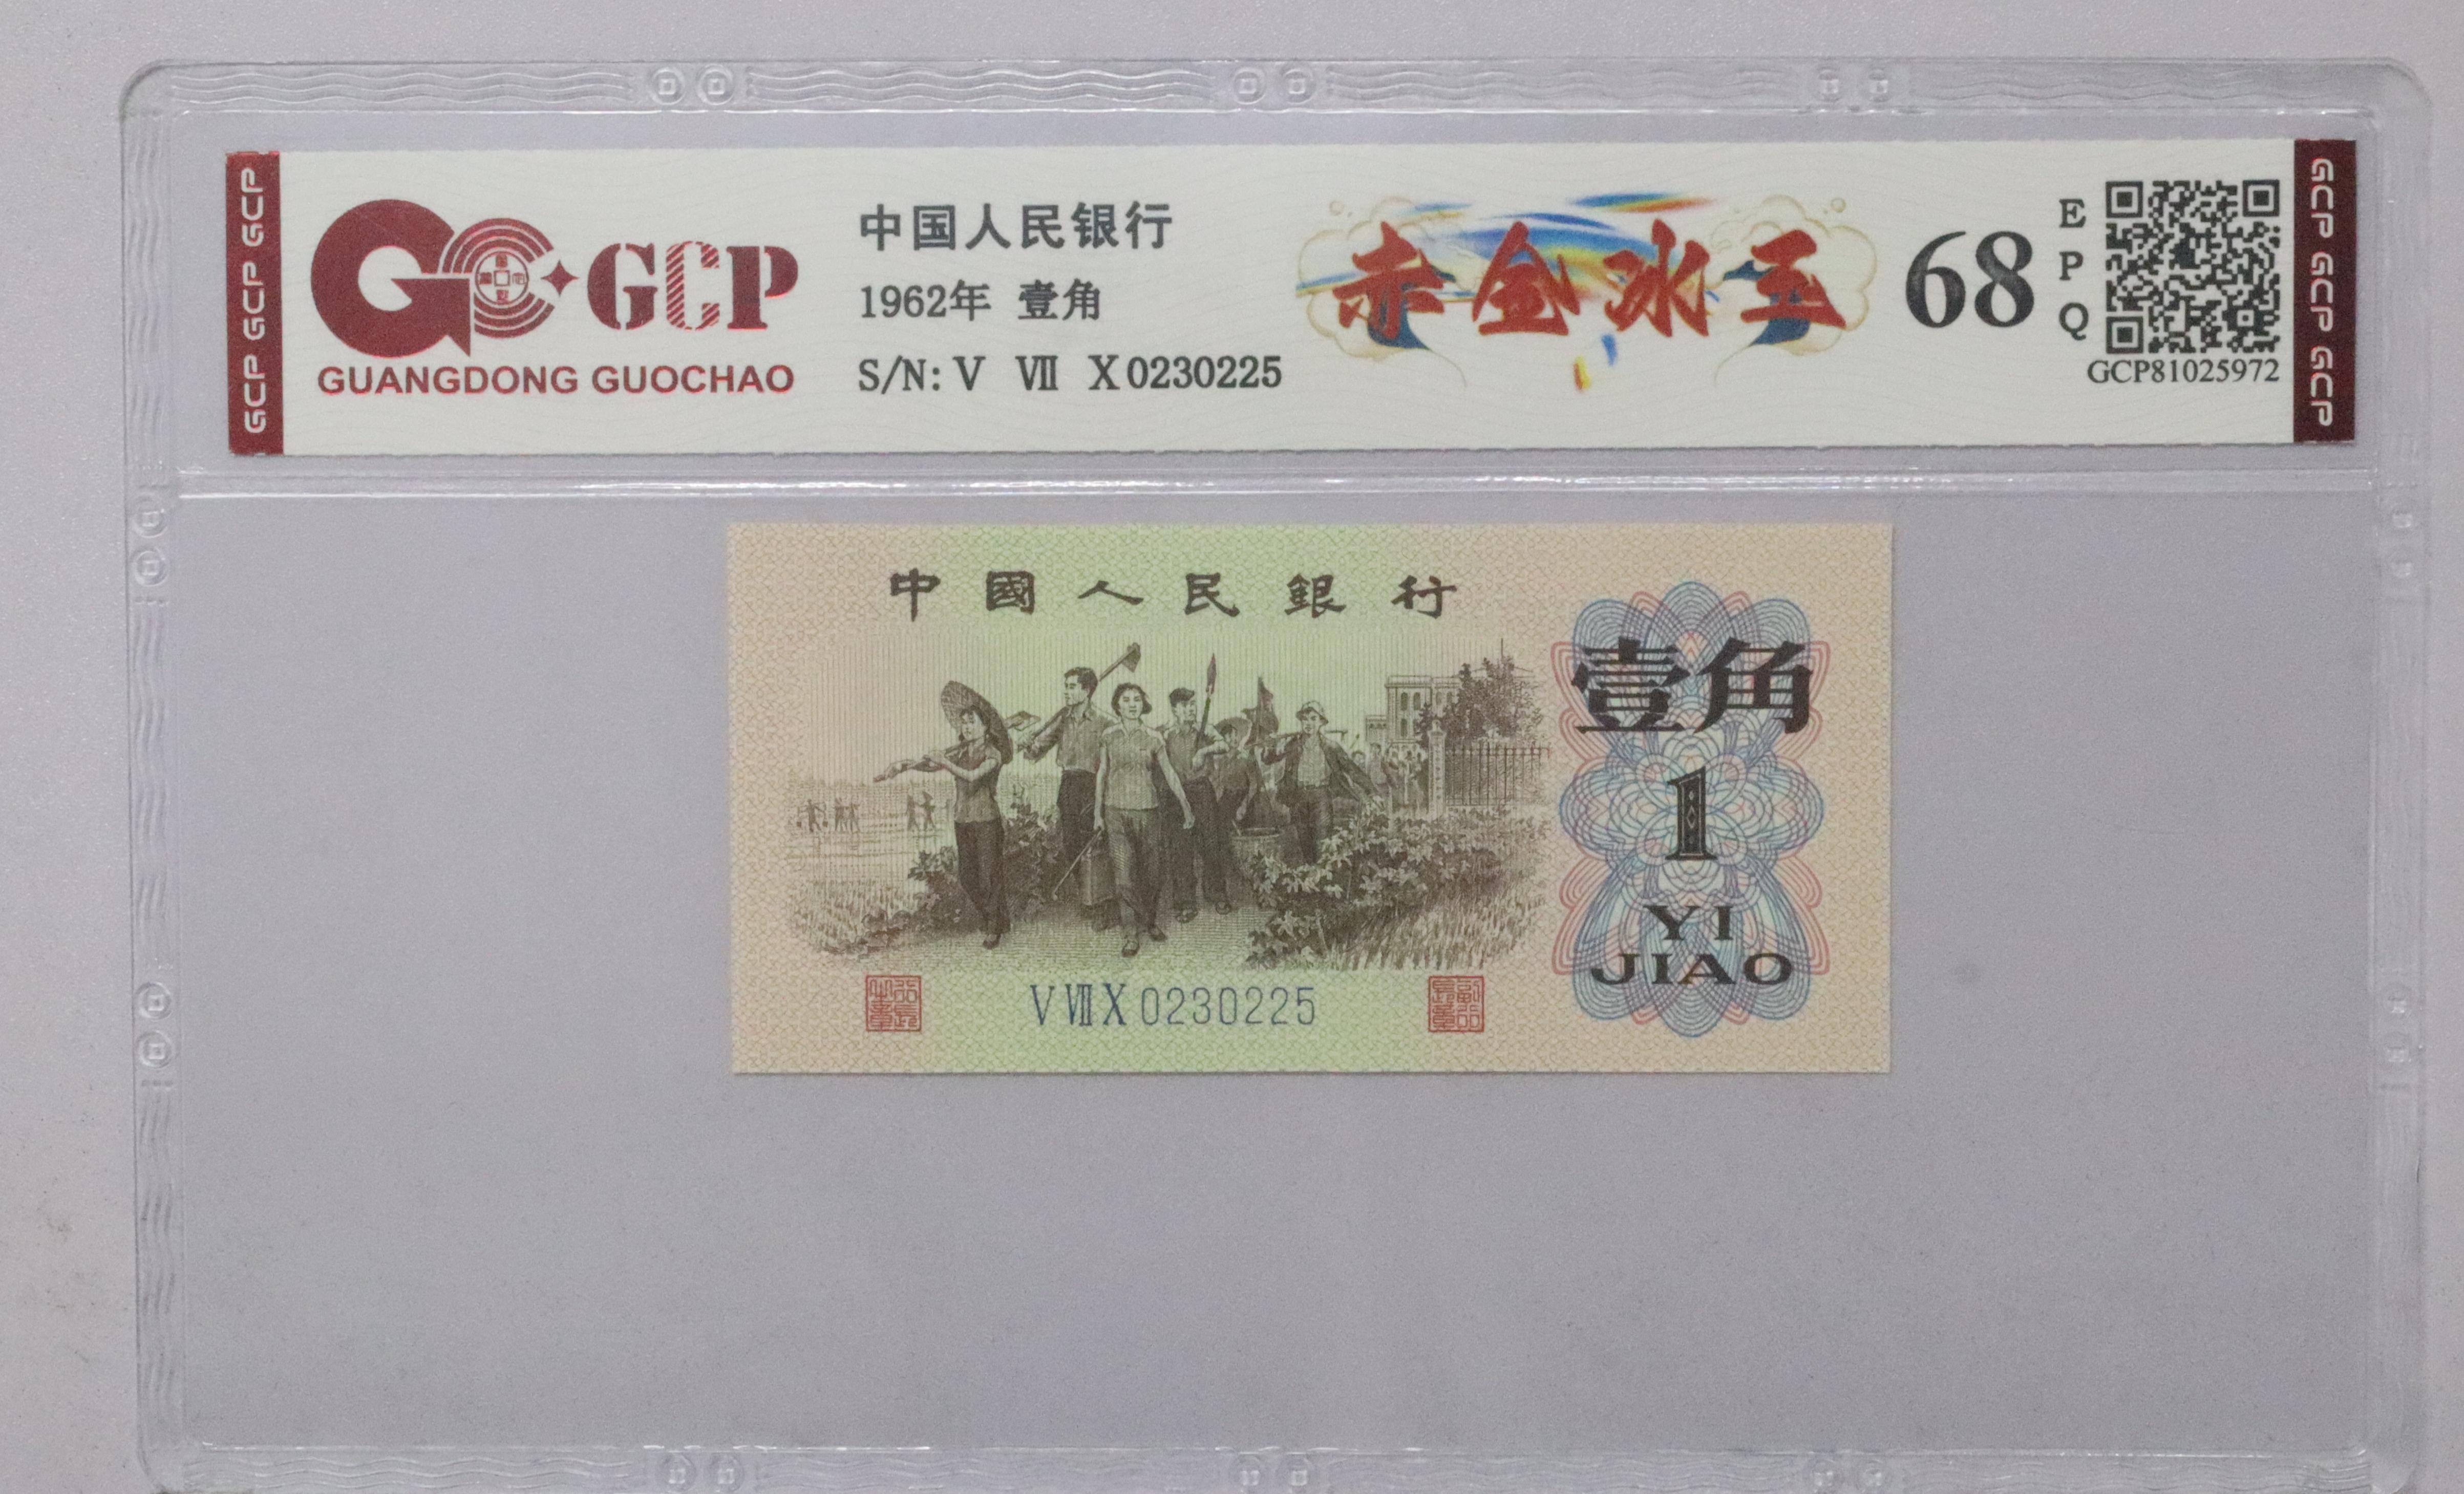 GCP GCP GCP
GCP
GUANGDONG GUOCHAO
中国人民银行
1962年 壹角
S/N: V Ⅶ X 0230225
赤金冰玉
68
E
P
Q
GCP81025972
GCP GCP GCP
中國人民銀行
壹角
1
YI
JIAO
V Ⅶ X 0230225